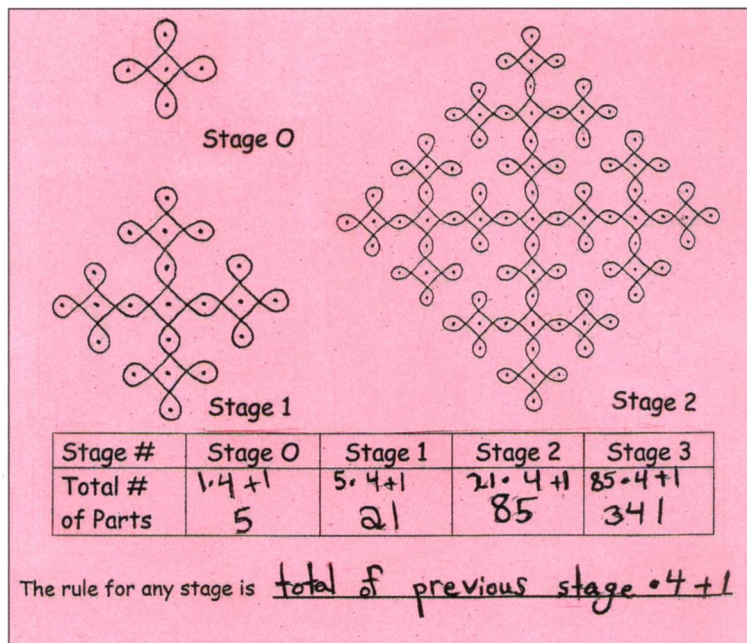 Stage 0
Stage 1
Stage 2
Stage # Stage 0 Stage 1 Stage 2 Stage 3
Total # 1·4+1 5·4+1 21·4+1 85·4+1
of Parts 5 21 85 341
The rule for any stage is total of previous stage ·4+1